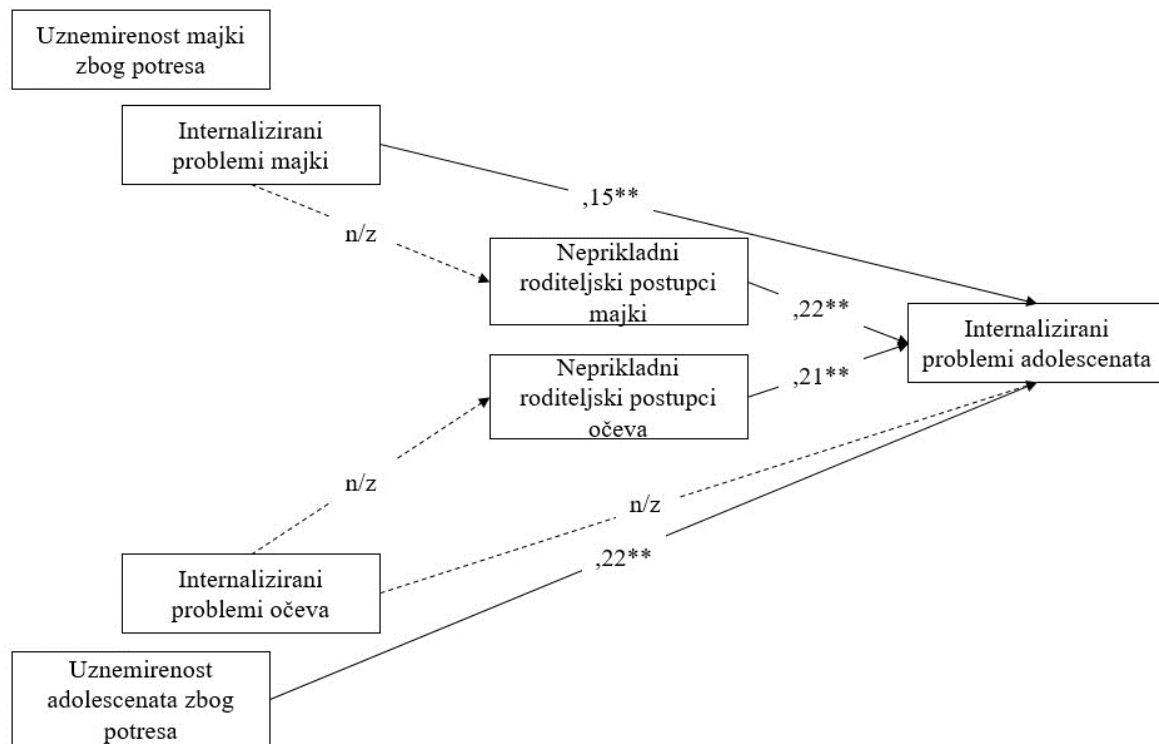 Uznemirenost majki
zbog potresa
Internalizirani
problemi majki
,15**
n/z
Neprikladni
roditeljski postupci
majki
,22**
Internalizirani
problemi adolescenata
Neprikladni
roditeljski postupci
očeva
,21**
n/z
n/z
,22**
Internalizirani
problemi očeva
Uznemirenost
adolescenata zbog
potresa